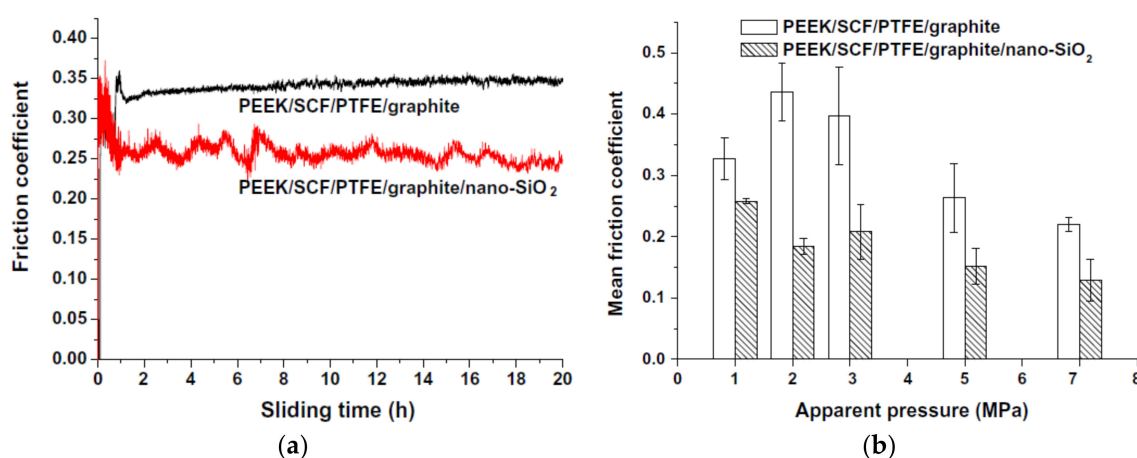 0.40
0.35
0.30
0.25
0.20
0.15
0.10
0.05
0.00
Friction coefficient
PEEK/SCF/PTFE/graphite
PEEK/SCF/PTFE/graphite/nano-SiO₂
0 2 4 6 8 10 12 14 16 18 20
Sliding time (h)
(a)
PEEK/SCF/PTFE/graphite
PEEK/SCF/PTFE/graphite/nano-SiO₂
0.5
0.4
0.3
0.2
0.1
0.0
Mean friction coefficient
0 1 2 3 4 5 6 7 8
Apparent pressure (MPa)
(b)